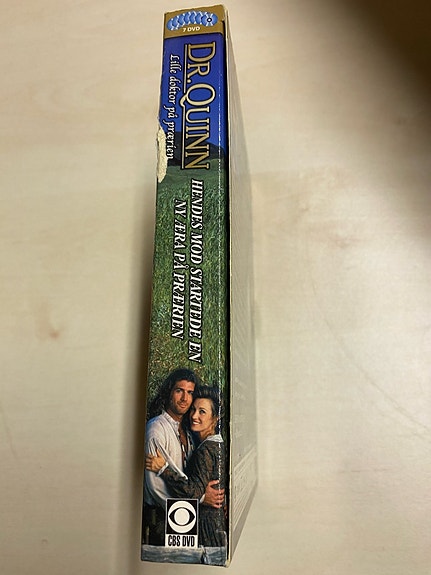 7 DVD
DR. QUINN
Lille doktor på prærien
HENDES MOD STARTEDE EN
NY ÆRA PÅ PRÆRIEN
CBS DVD